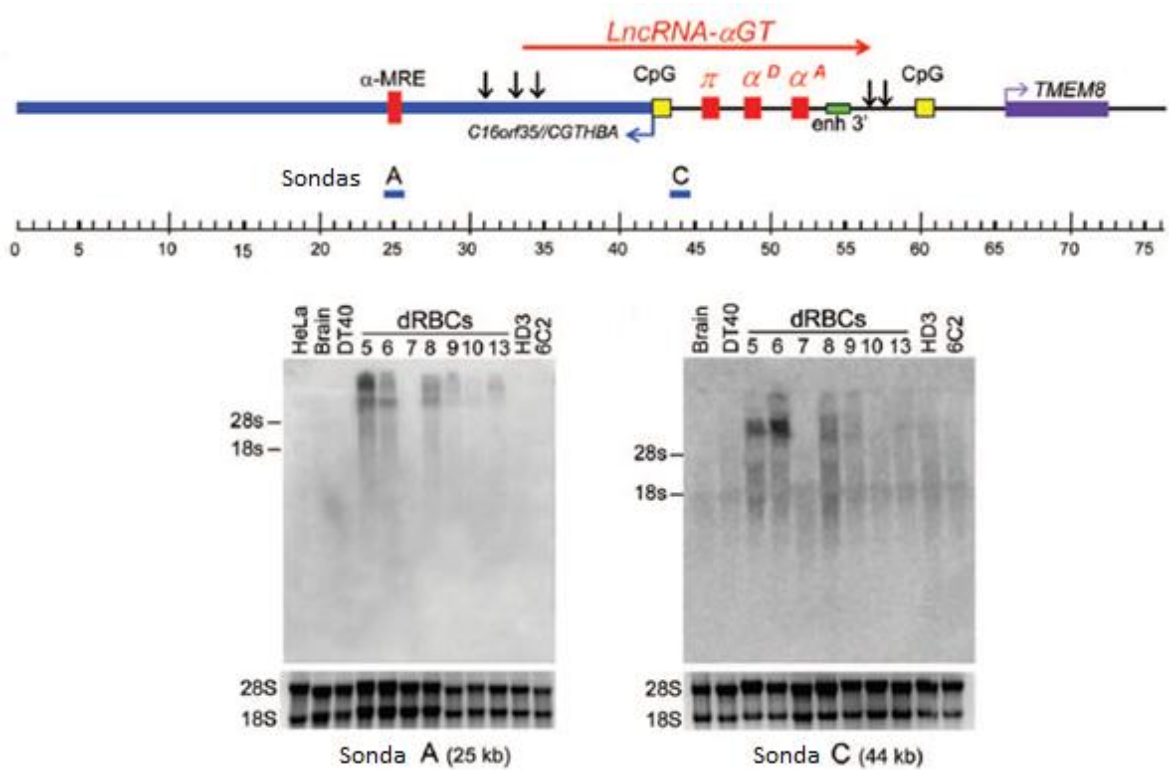 LncRNA-αGT
α-MRE
CpG
π
α D
α A
CpG
TMEM8
C16orf35//CGTHBA
enh 3'
Sondas
A
C
0 5 10 15 20 25 30 35 40 45 50 55 60 65 70 75
HeLa
Brain
DT40
dRBCs
5 6 7 8 9 10 13
HD3
6C2
28s
18s
28S
18S
Sonda A (25 kb)
Brain
DT40
dRBCs
5 6 7 8 9 10 13
HD3
6C2
28s
18s
28S
18S
Sonda C (44 kb)